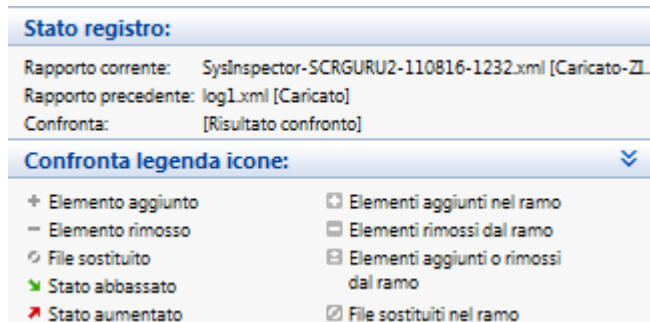 Stato registro:
Rapporto corrente: SysInspector-SCRGURU2-110816-1232.xml [Caricato-ZI...
Rapporto precedente: log1.xml [Caricato]
Confronta: [Risultato confronto]
Confronta legenda icone:
Elemento aggiunto
Elemento rimosso
File sostituito
Stato abbassato
Stato aumentato
Elementi aggiunti nel ramo
Elementi rimossi dal ramo
Elementi aggiunti o rimossi
dal ramo
File sostituiti nel ramo